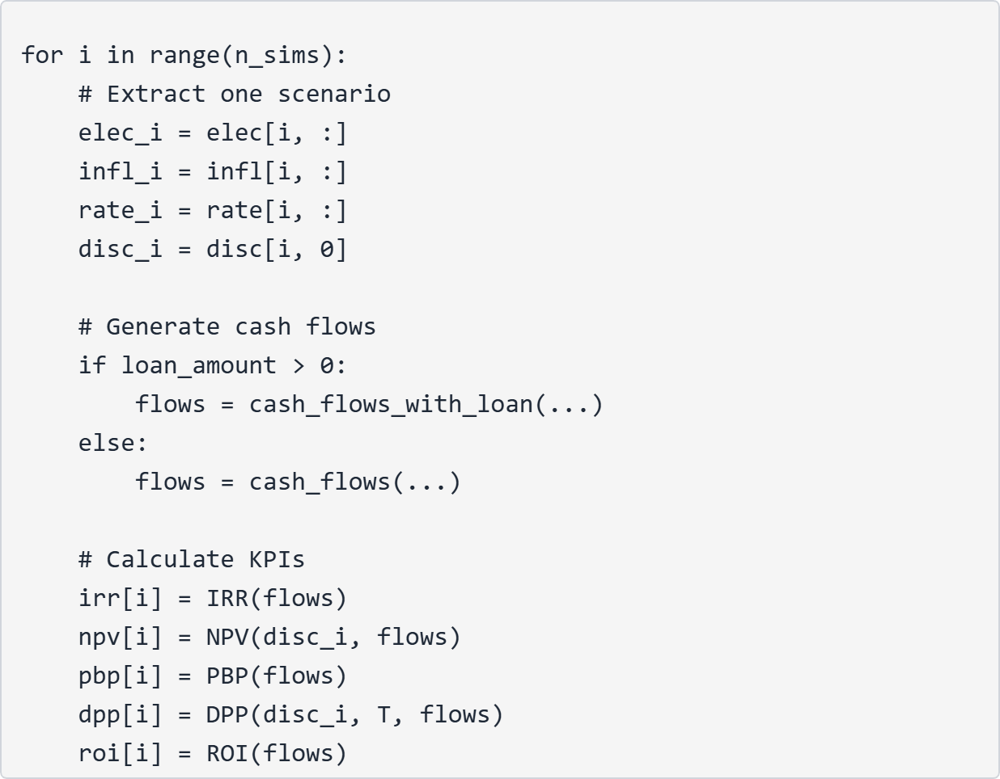 for i in range(n_sims):
    # Extract one scenario
    elec_i = elec[i, :]
    infl_i = infl[i, :]
    rate_i = rate[i, :]
    disc_i = disc[i, 0]

    # Generate cash flows
    if loan_amount > 0:
        flows = cash_flows_with_loan(...)
    else:
        flows = cash_flows(...)

    # Calculate KPIs
    irr[i] = IRR(flows)
    npv[i] = NPV(disc_i, flows)
    pbp[i] = PBP(flows)
    dpp[i] = DPP(disc_i, T, flows)
    roi[i] = ROI(flows)